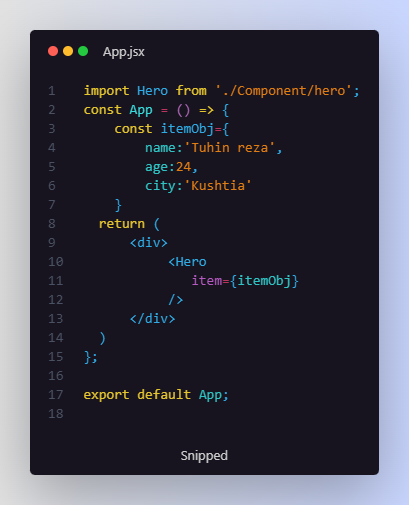 App.jsx
1 import Hero from './Component/hero';
2 const App = () => {
3     const itemObj={
4         name:'Tuhin reza',
5         age:24,
6         city:'Kushtia'
7     }
8   return (
9       <div>
10            <Hero
11               item={itemObj}
12            />
13       </div>
14   )
15 };
16
17 export default App;
18
Snipped